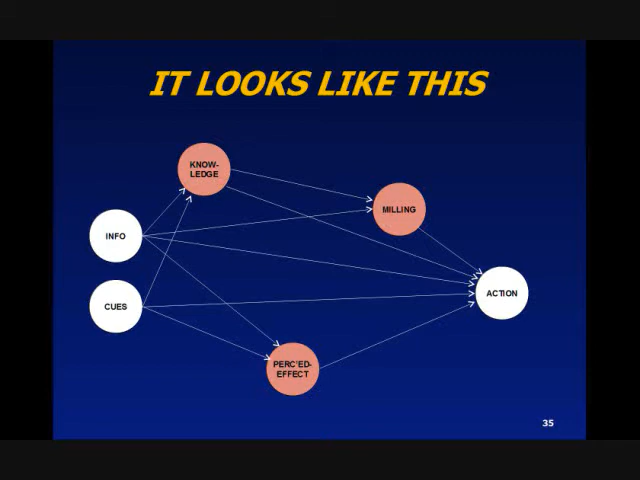 IT LOOKS LIKE THIS
KNOW-
LEDGE
MILLING
INFO
ACTION
CUES
PERC'ED-
EFFECT
35